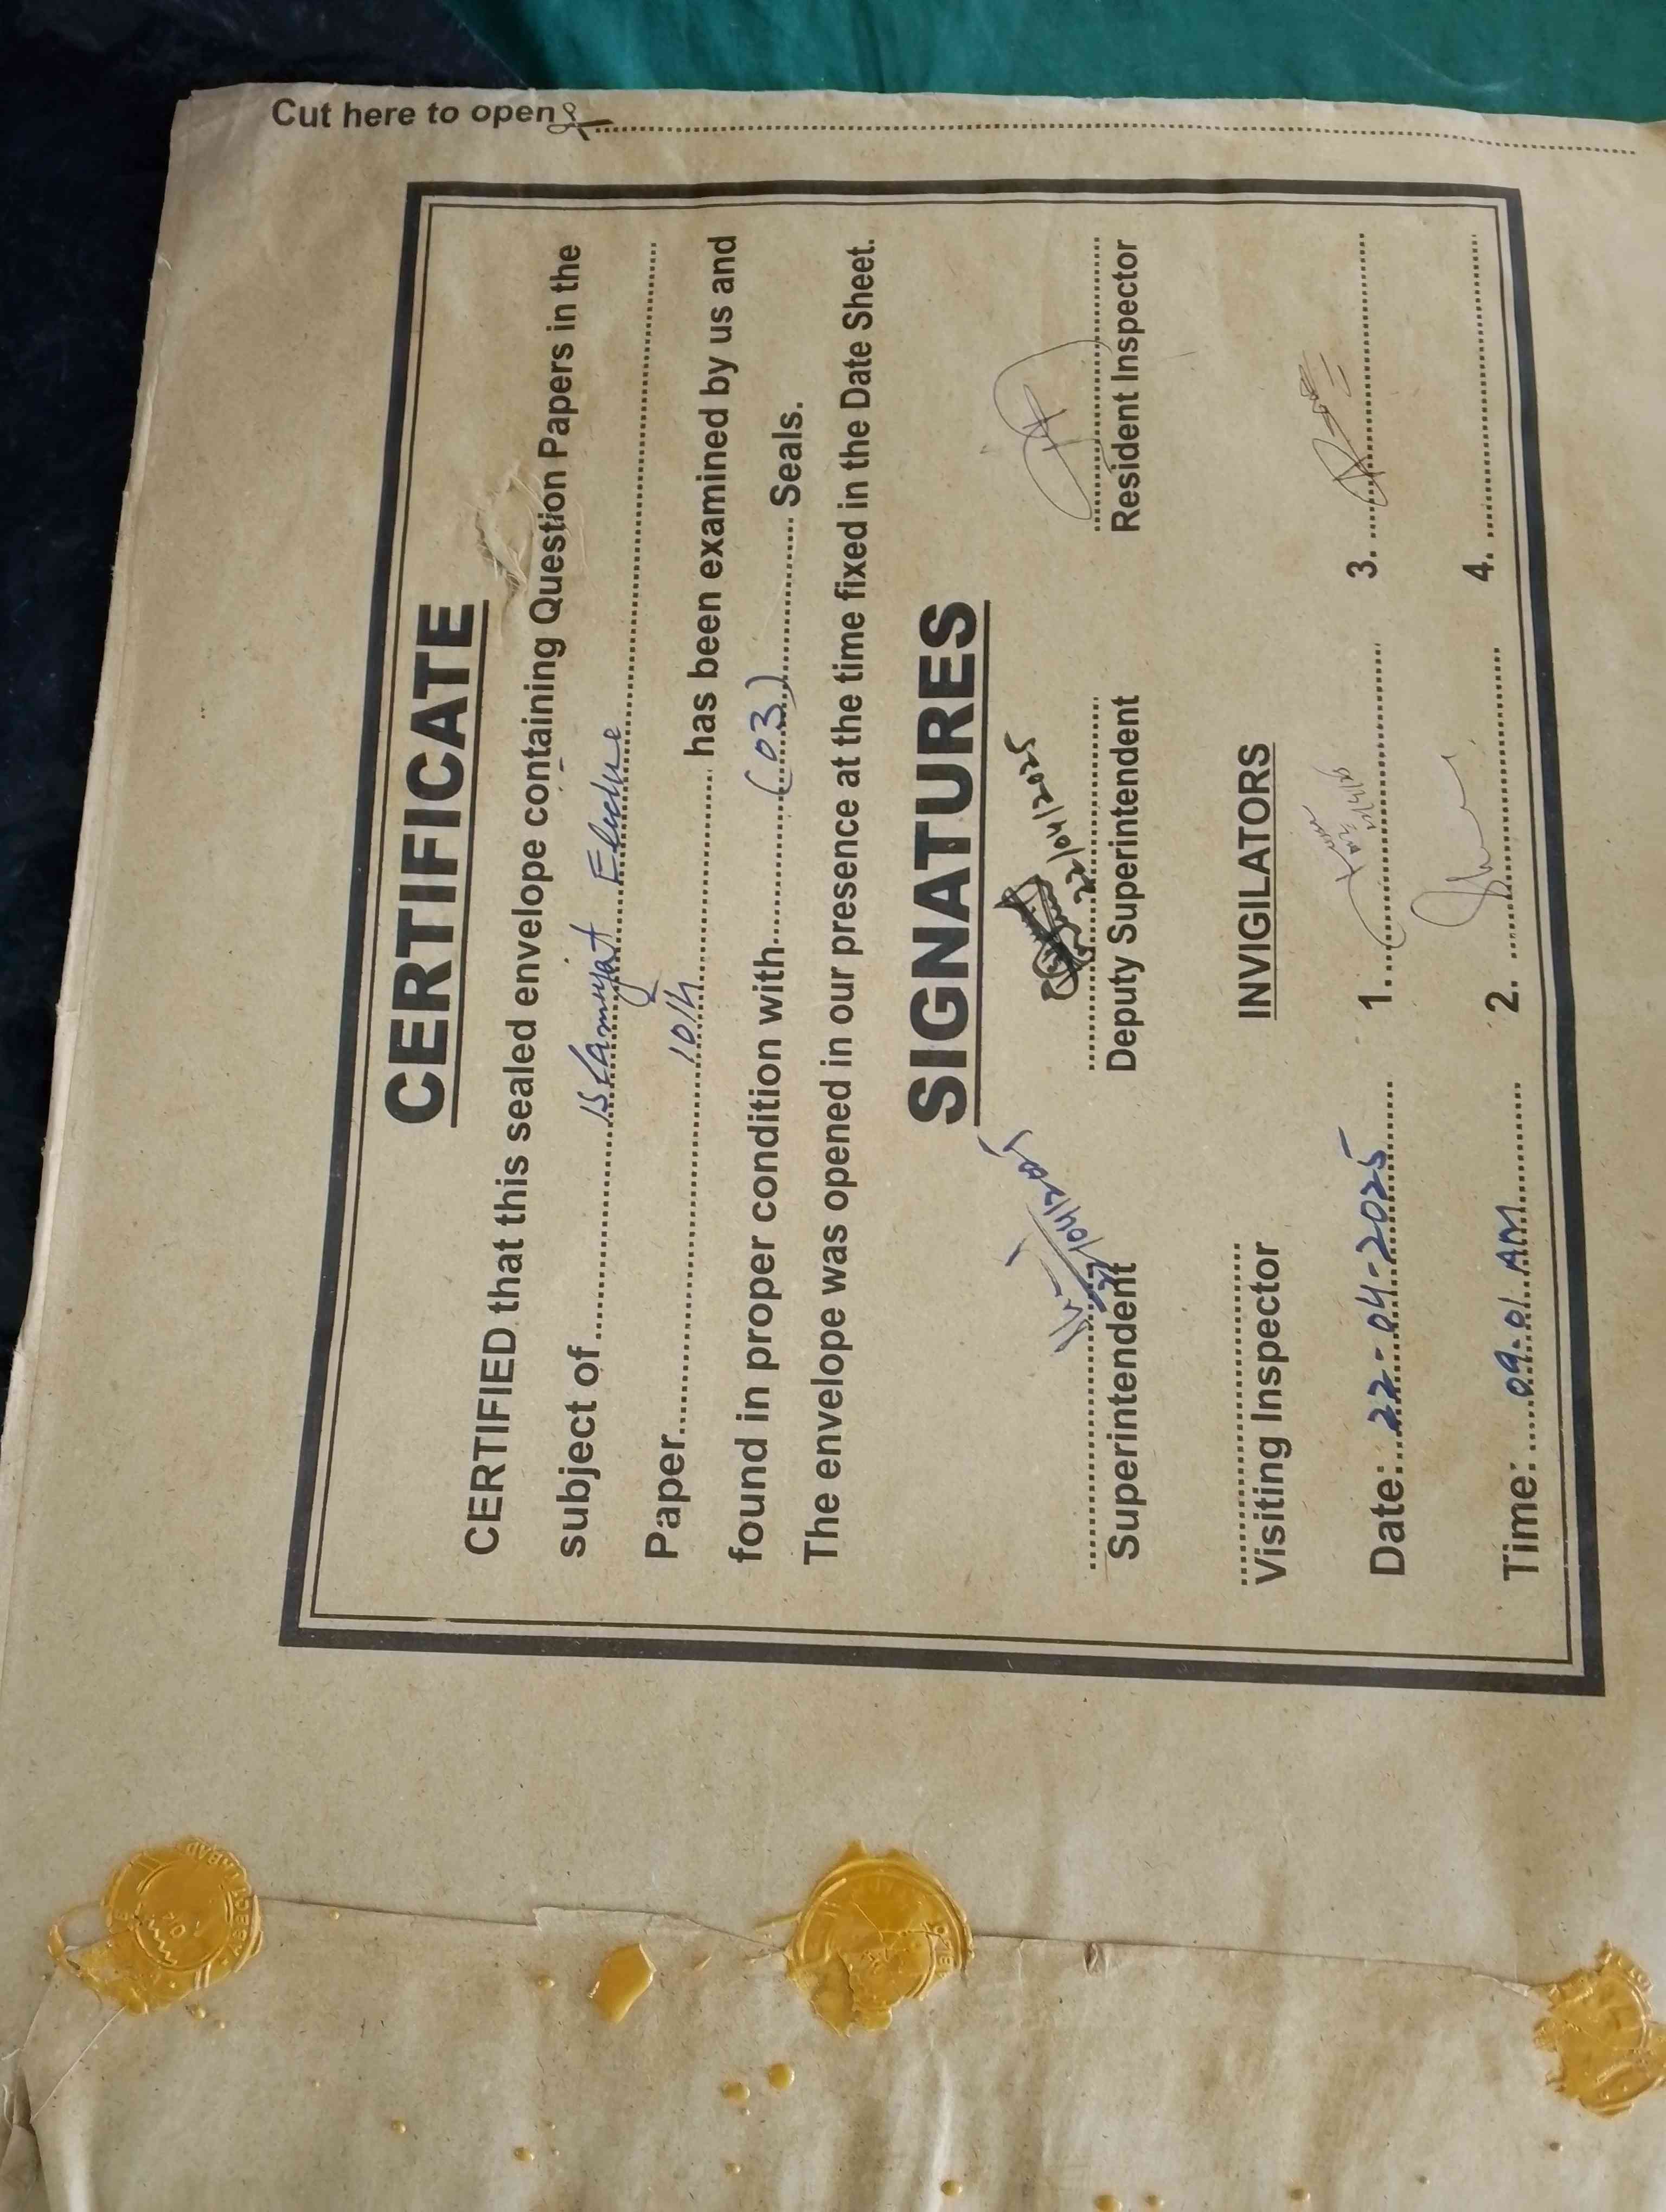 Cut here to open
CERTIFICATE
CERTIFIED that this sealed envelope containing Question Papers in the
subject of Islamiyat
Paper 10th has been examined by us and
found in proper condition with (03) Seals.
The envelope was opened in our presence at the time fixed in the Date Sheet.
SIGNATURES
22/04/2025
Superintendent Deputy Superintendent Resident Inspector
INVIGILATORS
Visiting Inspector
Date: 22-04-2025 1. 3.
Time: 09-01 AM 2. 4.